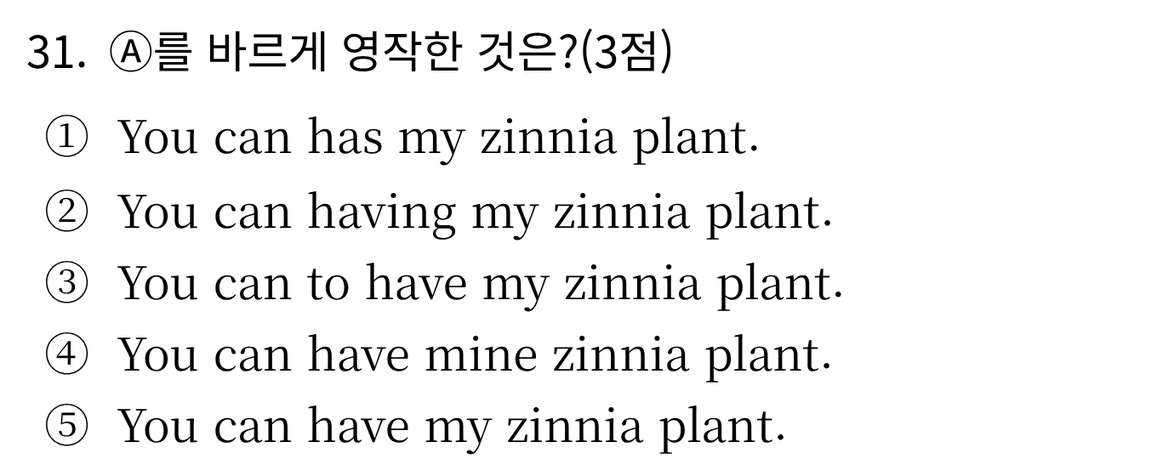 31. Ⓐ를 바르게 영작한 것은?(3점)
① You can has my zinnia plant.
② You can having my zinnia plant.
③ You can to have my zinnia plant.
④ You can have mine zinnia plant.
⑤ You can have my zinnia plant.